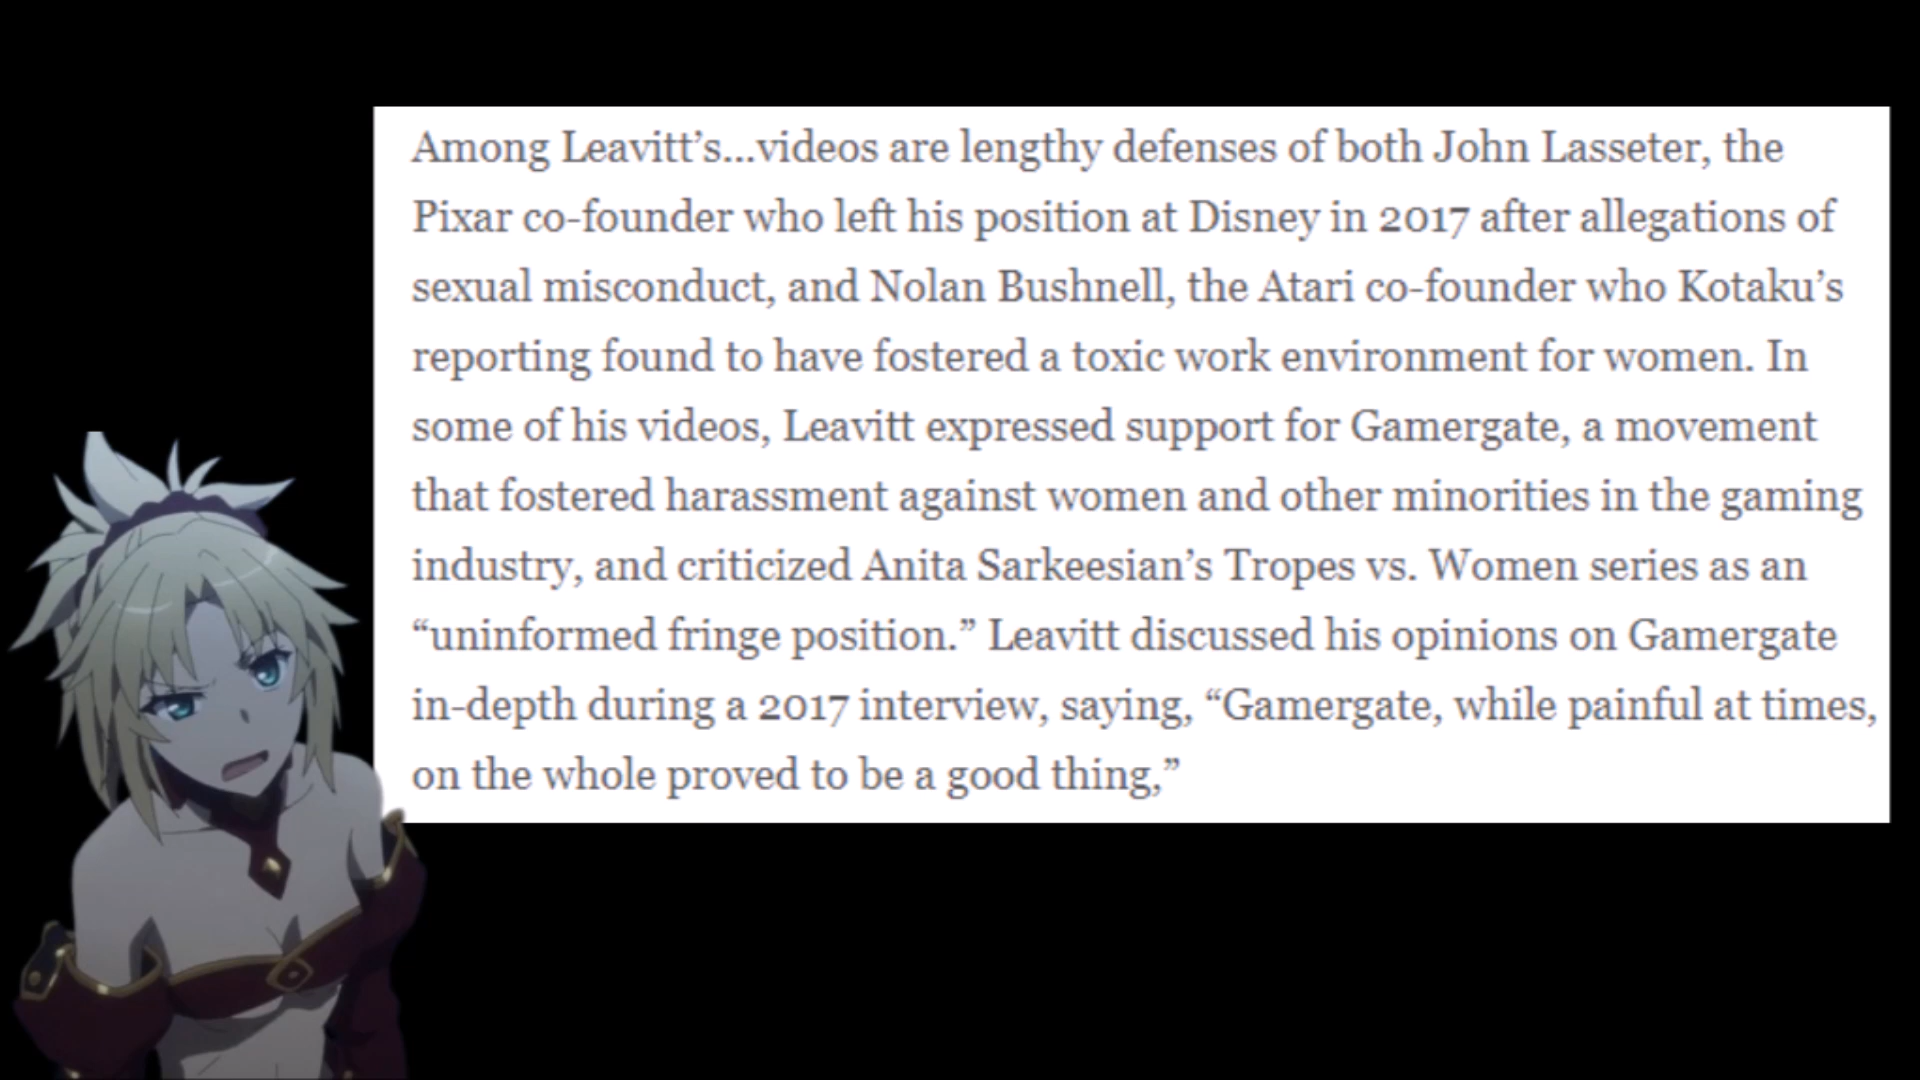 Among Leavitt’s...videos are lengthy defenses of both John Lasseter, the
Pixar co-founder who left his position at Disney in 2017 after allegations of
sexual misconduct, and Nolan Bushnell, the Atari co-founder who Kotaku’s
reporting found to have fostered a toxic work environment for women. In
some of his videos, Leavitt expressed support for Gamergate, a movement
that fostered harassment against women and other minorities in the gaming
industry, and criticized Anita Sarkeesian’s Tropes vs. Women series as an
“uninformed fringe position.” Leavitt discussed his opinions on Gamergate
in-depth during a 2017 interview, saying, “Gamergate, while painful at times,
on the whole proved to be a good thing,”